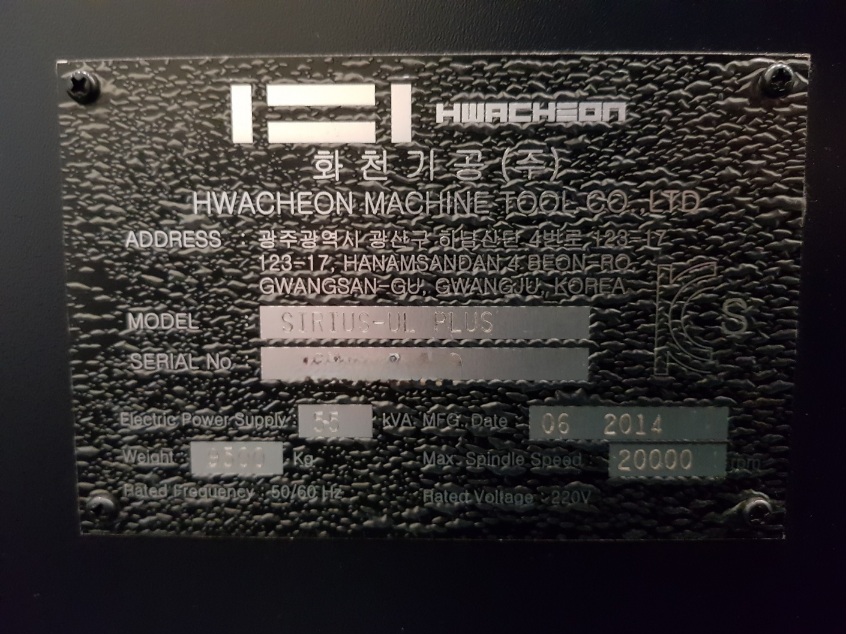 HWACHEON
화천기공(주)
HWACHEON MACHINE TOOL CO.,LTD
ADDRESS : 광주광역시 광산구 하남산단 4번로 123-17
123-17, HANAMSANDAN 4 BEON-RO,
GWANGSAN-GU, GWANGJU, KOREA
MODEL SIRIUS-UL PLUS
SERIAL No
KC S
Electric Power Supply : 55 kVA MFG. Date 06 2014
Weight Kg Max. Spindle Speed 20000 rpm
Rated Frequency : 50/60 Hz Rated Voltage : 220V